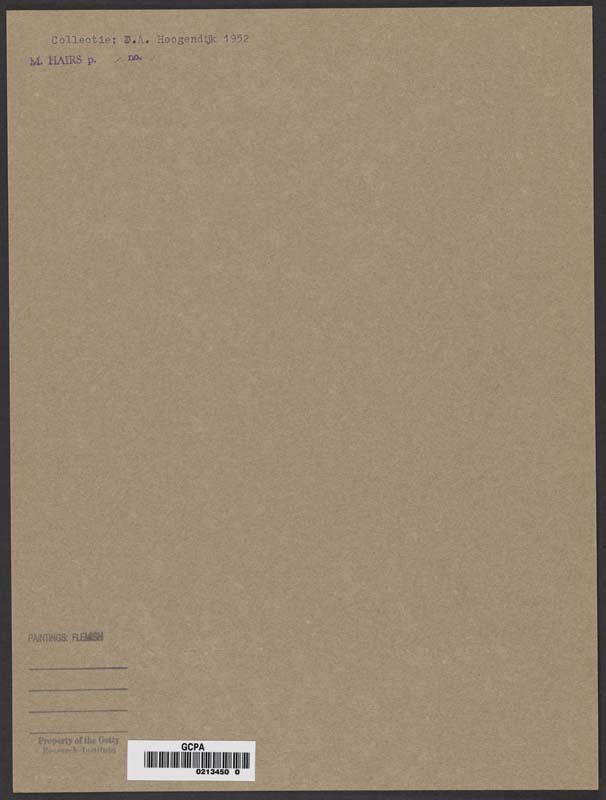 Collectie: D.A. Hoogendijk 1952
M. HAIRS p. / no.
PAINTINGS: FLEMISH
Property of the Getty
Research Institute
GCPA
0213450 0